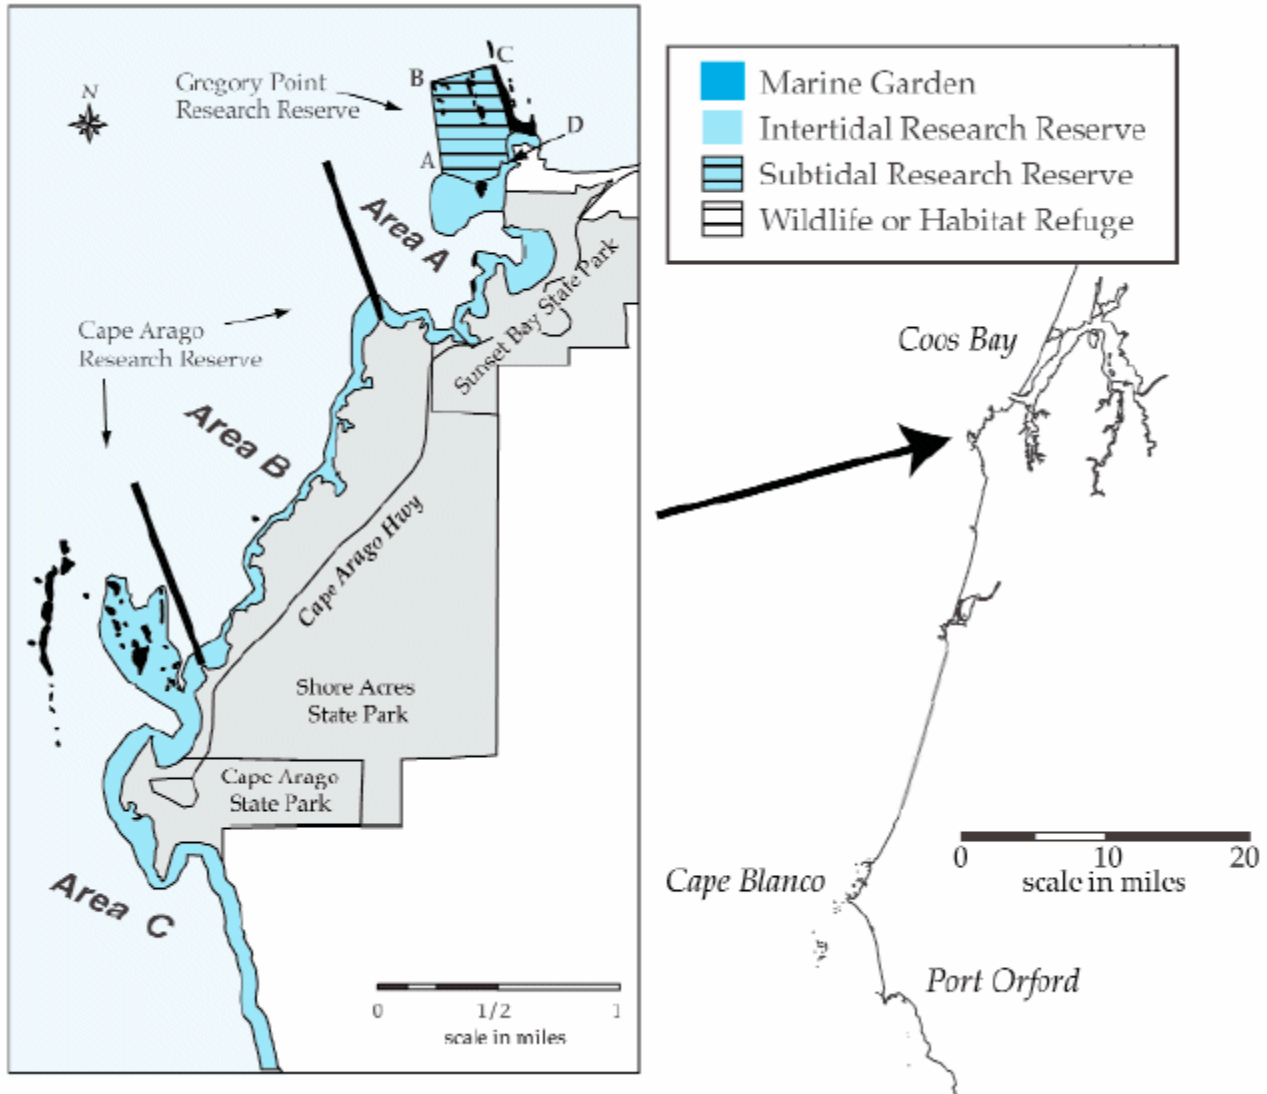 Gregory Point
Research Reserve
N
B
C
D
A
Area A
Cape Arago
Research Reserve
Sunset Bay State Park
Area B
Cape Arago Hwy
Shore Acres
State Park
Cape Arago
State Park
Area C
0 1/2 1
scale in miles
Marine Garden
Intertidal Research Reserve
Subtidal Research Reserve
Wildlife or Habitat Refuge
Coos Bay
0 10 20
scale in miles
Cape Blanco
Port Orford